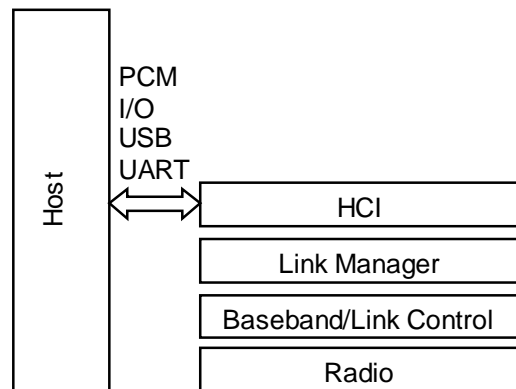 Host
PCM
I/O
USB
UART
HCI
Link Manager
Baseband/Link Control
Radio